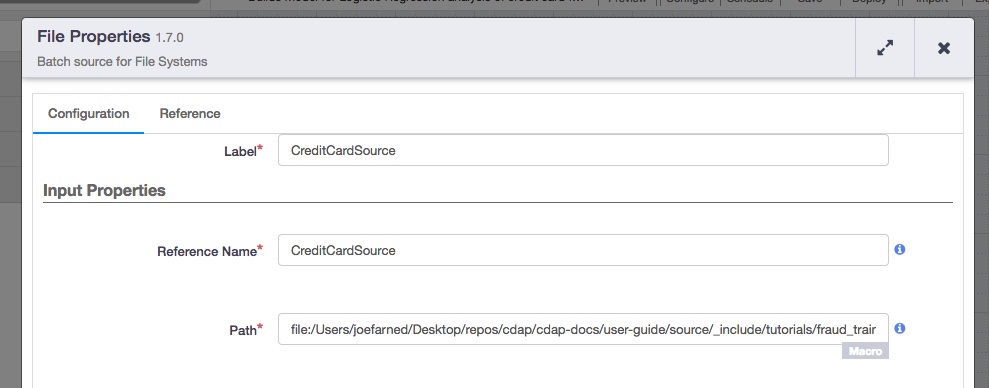 File Properties 1.7.0
Batch source for File Systems
Configuration Reference
Label* CreditCardSource
Input Properties
Reference Name* CreditCardSource
Path* file:/Users/joefarned/Desktop/repos/cdap/cdap-docs/user-guide/source/_include/tutorials/fraud_trair
Macro